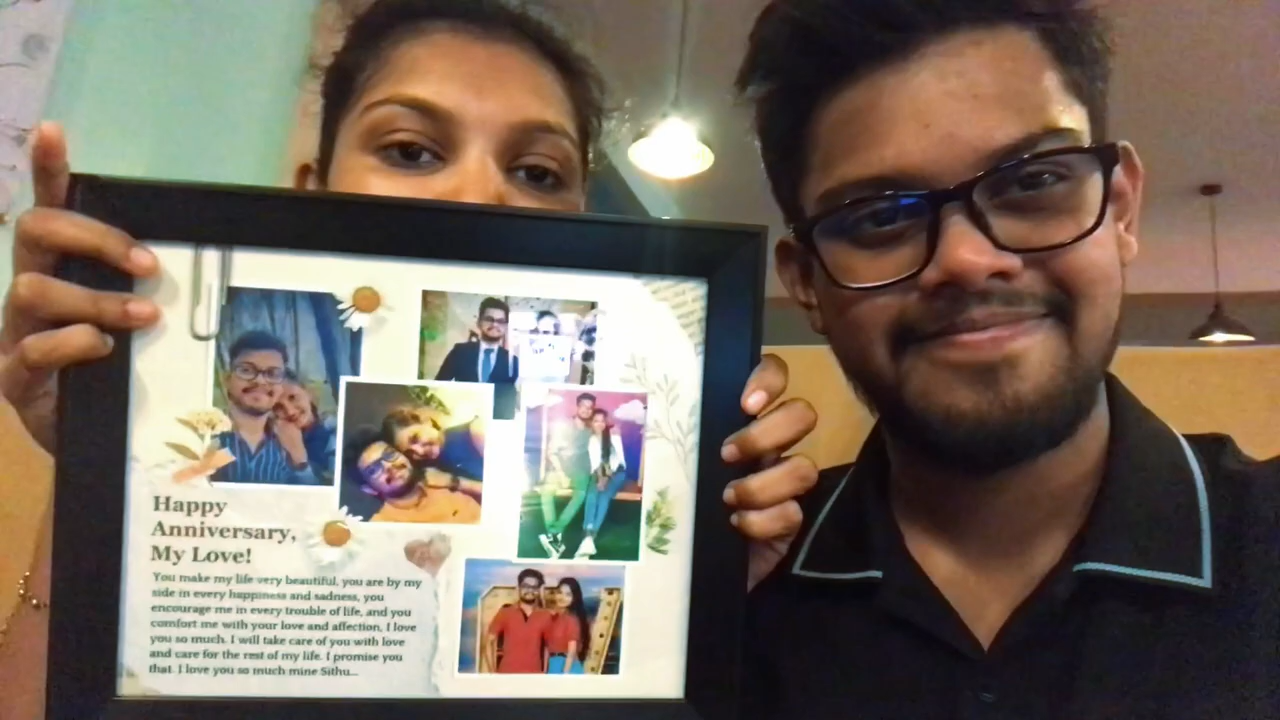 Happy
Anniversary,
My Love!
You make my life very beautiful, you are by my
side in every happiness and sadness, you
encourage me in every trouble of life, and you
comfort me with your love and affection, I love
you so much. I will take care of you with love
and care for the rest of my life. I promise you
that. I love you so much mine Sithu...